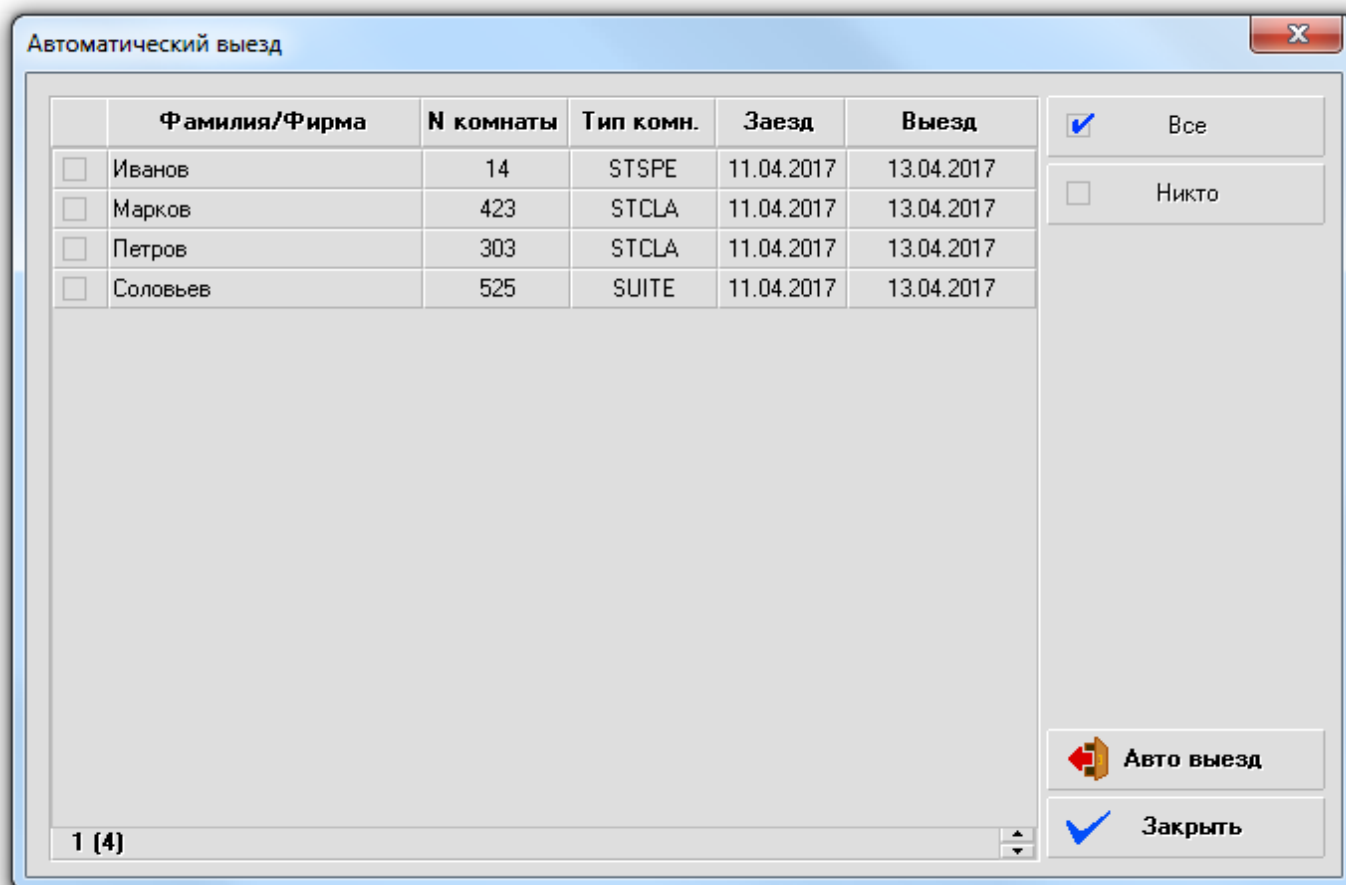 Автоматический выезд
Фамилия/Фирма N комнаты Тип комн. Заезд Выезд
Иванов 14 STSPE 11.04.2017 13.04.2017
Марков 423 STCLA 11.04.2017 13.04.2017
Петров 303 STCLA 11.04.2017 13.04.2017
Соловьев 525 SUITE 11.04.2017 13.04.2017
1 (4)
Все
Никто
Авто выезд
Закрыть